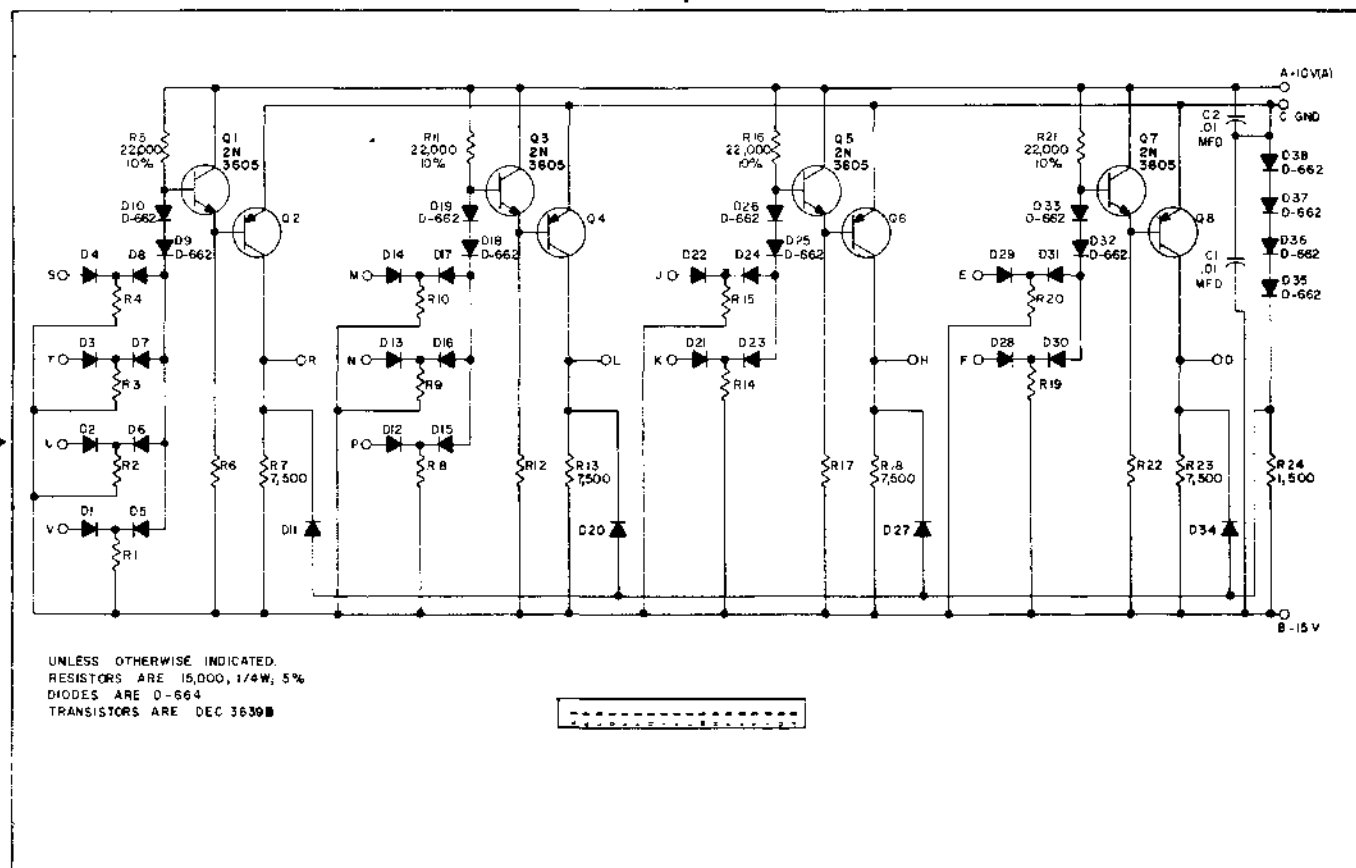 A+10V(A)
C GND
R5
22,000
10%
Q1
2N
3605
R11
22,000
10%
Q3
2N
3605
R16
22,000
10%
Q5
2N
3605
R21
22,000
10%
Q7
2N
3605
C2
.01
MFD
D38
D-662
D37
D-662
D36
D-662
D35
D-662
C1
.01
MFD
D10
D-662
Q2
D19
D-662
Q4
D26
D-662
Q6
D33
D-662
Q8
D9
D-662
D18
D-662
D25
D-662
D32
D-662
S D4 D8
M D14 D17
J D22 D24
E D29 D31
R4
R10
R15
R20
T D3 D7
R
N D13 D16
L
K D21 D23
H
F D28 D30
D
R3
R9
R14
R19
U D2 D6
P D12 D15
R2
R6
R7
7,500
R8
R12
R13
7,500
R17
R18
7,500
R22
R23
7,500
R24
1,500
V D1 D5
R1
D11
D20
D27
D34
B-15V
UNLESS OTHERWISE INDICATED:
RESISTORS ARE 15,000, 1/4W, 5%
DIODES ARE D-664
TRANSISTORS ARE DEC 3639B